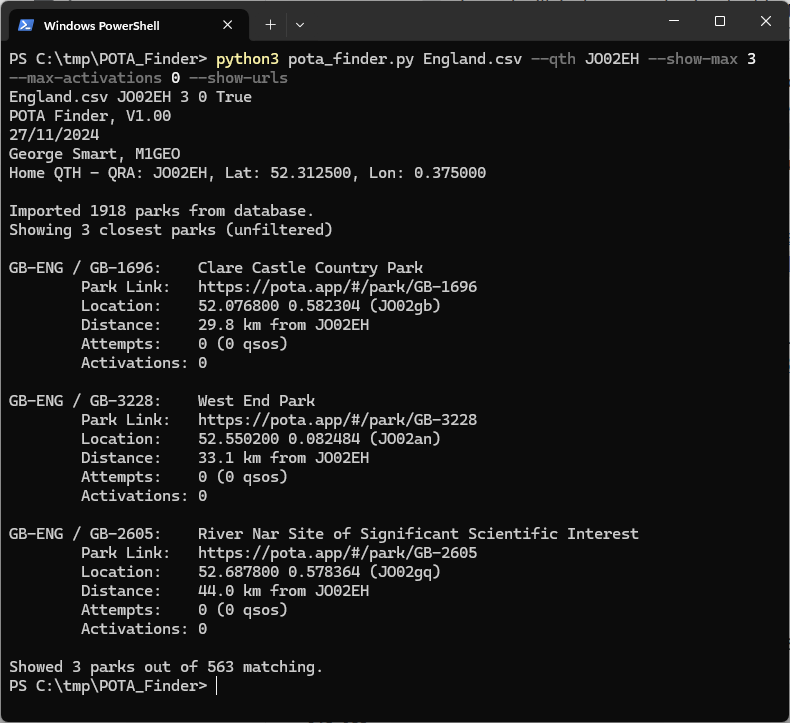 Windows PowerShell
PS C:\tmp\POTA_Finder> python3 pota_finder.py England.csv --qth JO02EH --show-max 3
--max-activations 0 --show-urls
England.csv JO02EH 3 0 True
POTA Finder, V1.00
27/11/2024
George Smart, M1GEO
Home QTH - QRA: JO02EH, Lat: 52.312500, Lon: 0.375000
Imported 1918 parks from database.
Showing 3 closest parks (unfiltered)
GB-ENG / GB-1696:    Clare Castle Country Park
        Park Link:   https://pota.app/#/park/GB-1696
        Location:    52.076800 0.582304 (JO02gb)
        Distance:    29.8 km from JO02EH
        Attempts:    0 (0 qsos)
        Activations: 0
GB-ENG / GB-3228:    West End Park
        Park Link:   https://pota.app/#/park/GB-3228
        Location:    52.550200 0.082484 (JO02an)
        Distance:    33.1 km from JO02EH
        Attempts:    0 (0 qsos)
        Activations: 0
GB-ENG / GB-2605:    River Nar Site of Significant Scientific Interest
        Park Link:   https://pota.app/#/park/GB-2605
        Location:    52.687800 0.578364 (JO02gq)
        Distance:    44.0 km from JO02EH
        Attempts:    0 (0 qsos)
        Activations: 0
Showed 3 parks out of 563 matching.
PS C:\tmp\POTA_Finder>